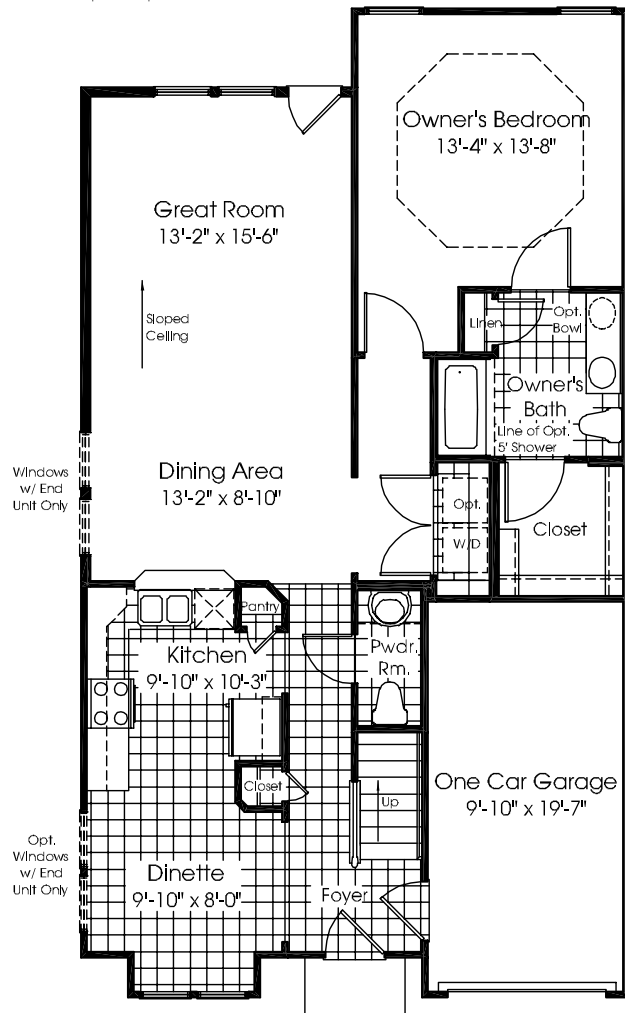 Owner's Bedroom
13'-4" x 13'-8"
Great Room
13'-2" x 15'-6"
Sloped
Ceiling
Linen
Opt.
Bowl
Owner's
Bath
Line of Opt.
5' Shower
Windows
w/ End
Unit Only
Dining Area
13'-2" x 8'-10"
Opt.
W/D
Closet
Pantry
Kitchen
9'-10" x 10'-3"
Pwdr.
Rm.
Closet
Up
One Car Garage
9'-10" x 19'-7"
Opt.
Windows
w/ End
Unit Only
Dinette
9'-10" x 8'-0"
Foyer